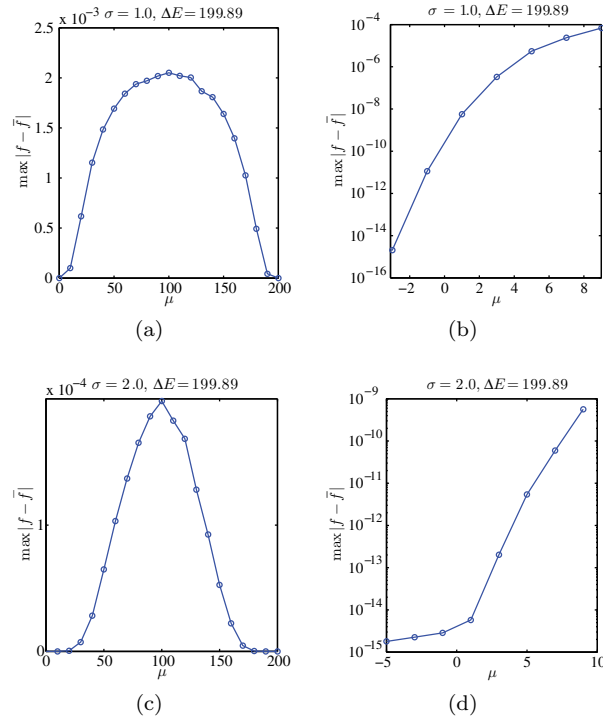 x 10⁻³ σ = 1.0, ΔE = 199.89
2.5
2
1.5
1
0.5
0
max |f − f̄|
0 50 100 150 200
μ
(a)
σ = 1.0, ΔE = 199.89
10⁻⁴
10⁻⁶
10⁻⁸
10⁻¹⁰
10⁻¹²
10⁻¹⁴
10⁻¹⁶
max |f − f̄|
−2 0 2 4 6 8
μ
(b)
x 10⁻⁴ σ = 2.0, ΔE = 199.89
1
0
max |f − f̄|
0 50 100 150 200
μ
(c)
σ = 2.0, ΔE = 199.89
10⁻⁹
10⁻¹⁰
10⁻¹¹
10⁻¹²
10⁻¹³
10⁻¹⁴
10⁻¹⁵
max |f − f̄|
−5 0 5 10
μ
(d)